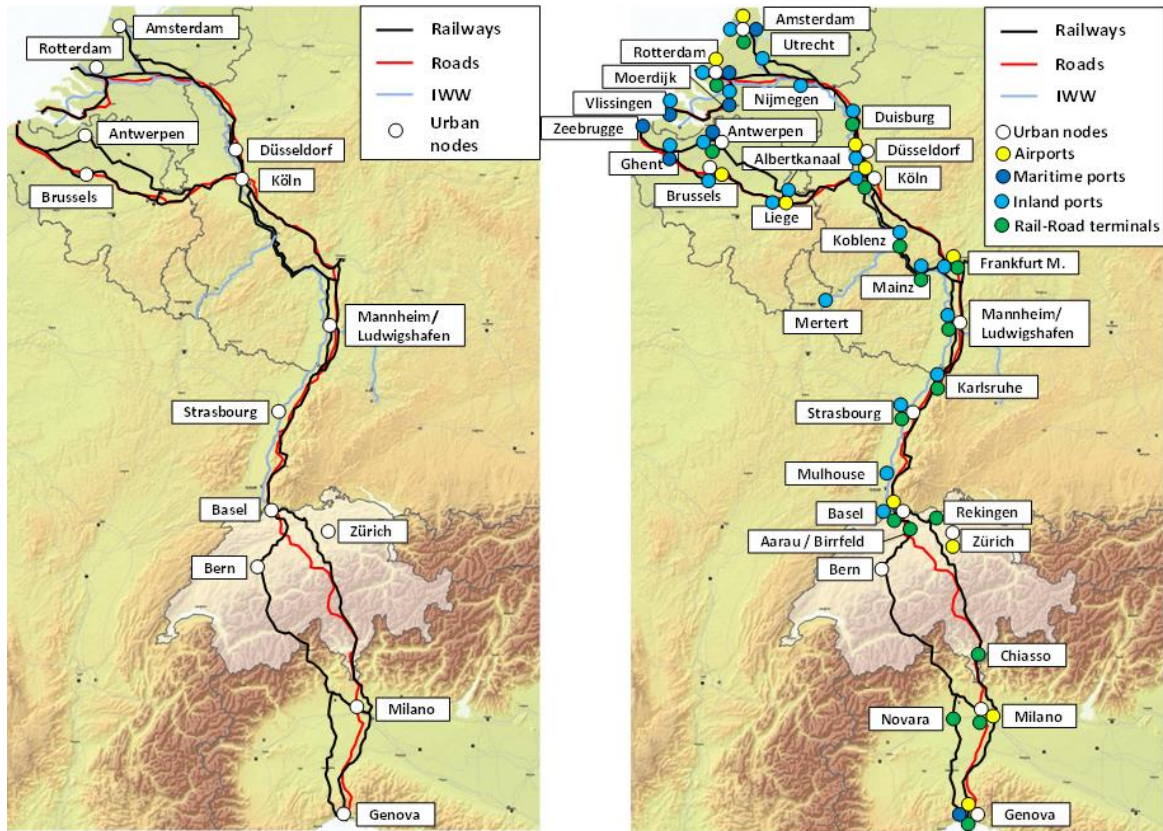 Amsterdam
Rotterdam
Antwerpen
Brussels
Düsseldorf
Köln
Mannheim/
Ludwigshafen
Strasbourg
Basel
Zürich
Bern
Milano
Genova
Railways
Roads
IWW
Urban
nodes
Amsterdam
Utrecht
Rotterdam
Moerdijk
Vlissingen
Nijmegen
Zeebrugge
Antwerpen
Duisburg
Ghent
Albertkanaal
Düsseldorf
Brussels
Köln
Liege
Koblenz
Mainz
Frankfurt M.
Mertert
Mannheim/
Ludwigshafen
Karlsruhe
Strasbourg
Mulhouse
Basel
Rekingen
Aarau / Birrfeld
Zürich
Bern
Chiasso
Novara
Milano
Genova
Railways
Roads
IWW
Urban nodes
Airports
Maritime ports
Inland ports
Rail-Road terminals